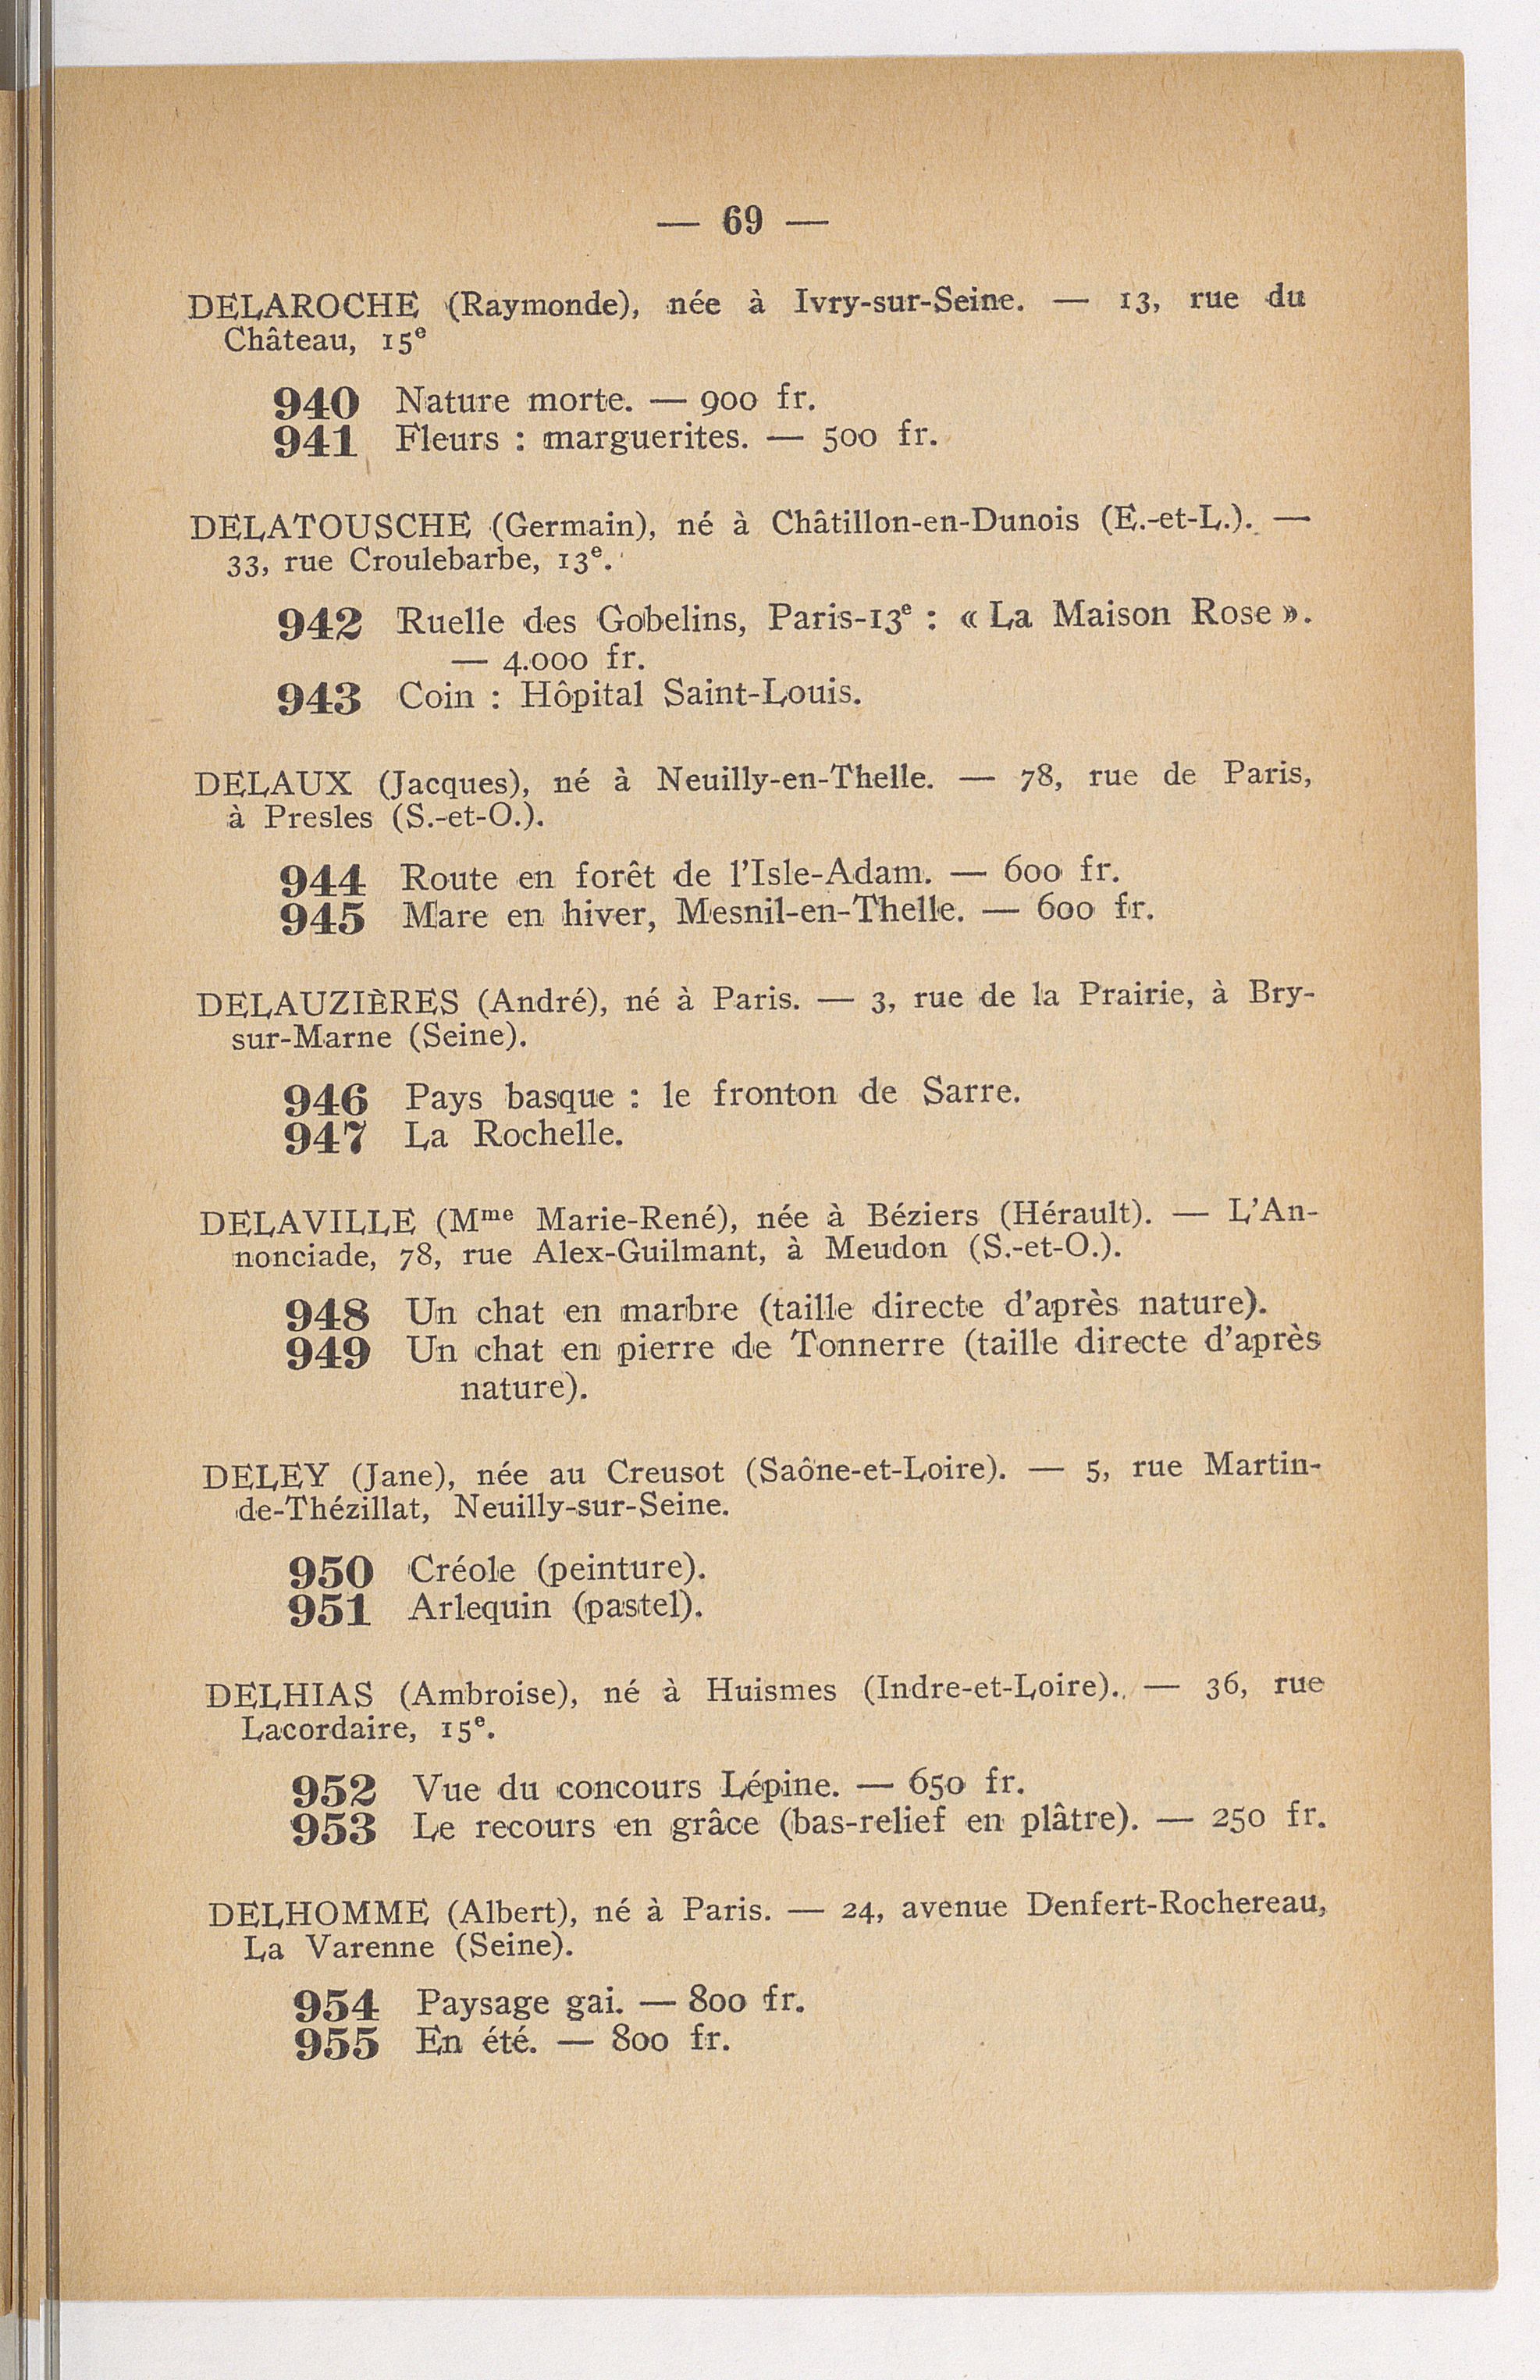 — 69 —
DELAROCHE (Raymonde), née à Ivry-sur-Seine. — 13, rue du
Château, 15e
940 Nature morte. — 900 fr.
941 Fleurs : marguerites. — 500 fr.
DELATOUSCHE (Germain), né à Châtillon-en-Dunois (E.-et-L.). —
33, rue Croulebarbe, 13e.
942 Ruelle des Gobelins, Paris-13e : « La Maison Rose ».
— 4.000 fr.
943 Coin : Hôpital Saint-Louis.
DELAUX (Jacques), né à Neuilly-en-Thelle. — 78, rue de Paris,
à Presles (S.-et-O.).
944 Route en forêt de l'Isle-Adam. — 600 fr.
945 Mare en hiver, Mesnil-en-Thelle. — 600 fr.
DELAUZIÈRES (André), né à Paris. — 3, rue de la Prairie, à Bry-
sur-Marne (Seine).
946 Pays basque : le fronton de Sarre.
947 La Rochelle.
DELAVILLE (Mme Marie-René), née à Béziers (Hérault). — L'An-
nonciade, 78, rue Alex-Guilmant, à Meudon (S.-et-O.).
948 Un chat en marbre (taille directe d'après nature).
949 Un chat en pierre de Tonnerre (taille directe d'après
nature).
DELEY (Jane), née au Creusot (Saône-et-Loire). — 5, rue Martin-
de-Thézillat, Neuilly-sur-Seine.
950 Créole (peinture).
951 Arlequin (pastel).
DELHIAS (Ambroise), né à Huismes (Indre-et-Loire). — 36, rue
Lacordaire, 15e.
952 Vue du concours Lépine. — 650 fr.
953 Le recours en grâce (bas-relief en plâtre). — 250 fr.
DELHOMME (Albert), né à Paris. — 24, avenue Denfert-Rochereau,
La Varenne (Seine).
954 Paysage gai. — 800 fr.
955 En été. — 800 fr.